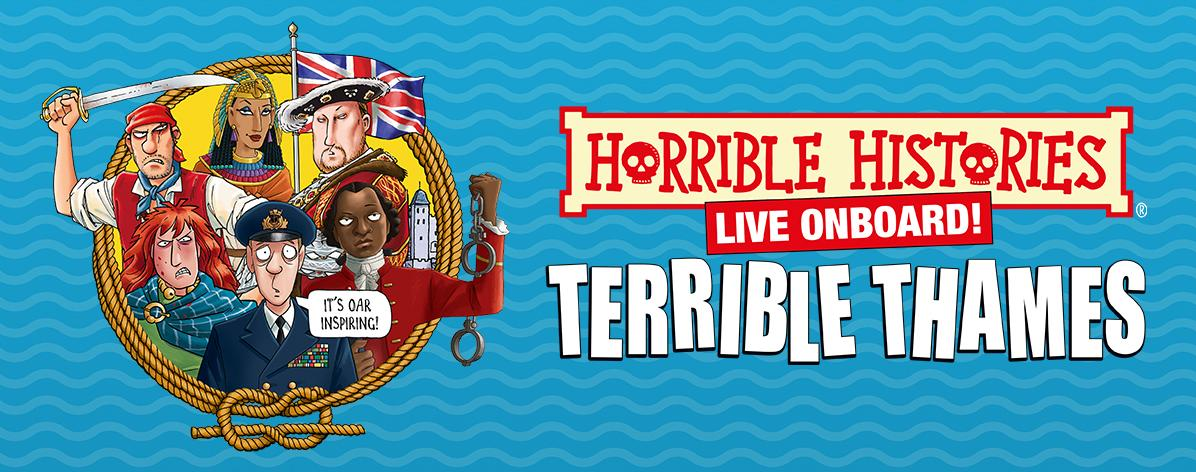 IT'S OAR
INSPIRING!
HORRIBLE HISTORIES®
LIVE ONBOARD!
TERRIBLE THAMES